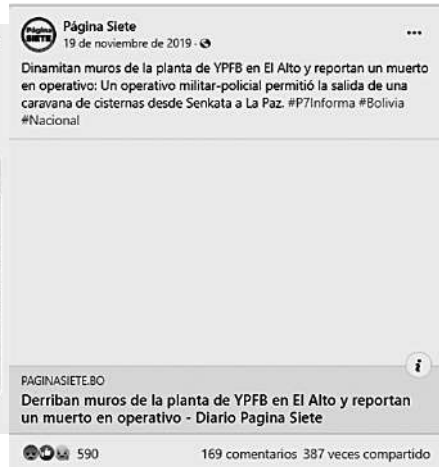 Página
SIETE
Página Siete
19 de noviembre de 2019 ·
Dinamitan muros de la planta de YPFB en El Alto y reportan un muerto
en operativo: Un operativo militar-policial permitió la salida de una
caravana de cisternas desde Senkata a La Paz. #P7Informa #Bolivia
#Nacional
i
PAGINASIETE.BO
Derriban muros de la planta de YPFB en El Alto y reportan
un muerto en operativo - Diario Pagina Siete
590 169 comentarios 387 veces compartido